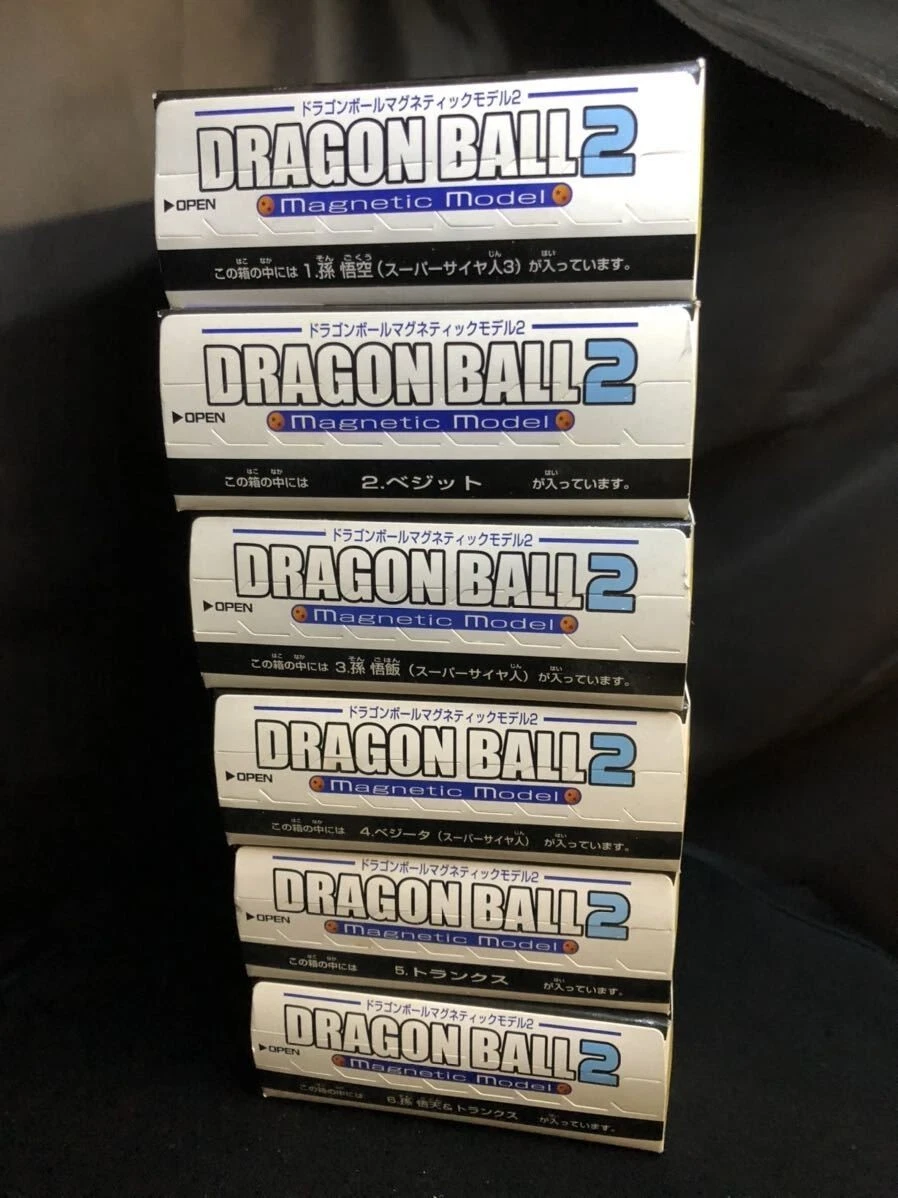 ドラゴンボールマグネティックモデル2
DRAGON BALL 2
▶OPEN
Magnetic Model
この箱の中には 1.孫 悟空(スーパーサイヤ人3) が入っています。
ドラゴンボールマグネティックモデル2
DRAGON BALL 2
▶OPEN
Magnetic Model
この箱の中には 2.ベジット が入っています。
ドラゴンボールマグネティックモデル2
DRAGON BALL 2
▶OPEN
Magnetic Model
この箱の中には 3.孫 悟飯(スーパーサイヤ人) が入っています。
ドラゴンボールマグネティックモデル2
DRAGON BALL 2
▶OPEN
Magnetic Model
この箱の中には 4.ベジータ(スーパーサイヤ人) が入っています。
ドラゴンボールマグネティックモデル2
DRAGON BALL 2
▶OPEN
Magnetic Model
この箱の中には 5.トランクス が入っています。
ドラゴンボールマグネティックモデル2
DRAGON BALL 2
▶OPEN
Magnetic Model
この箱の中には 6.孫 悟天&トランクス が入っています。